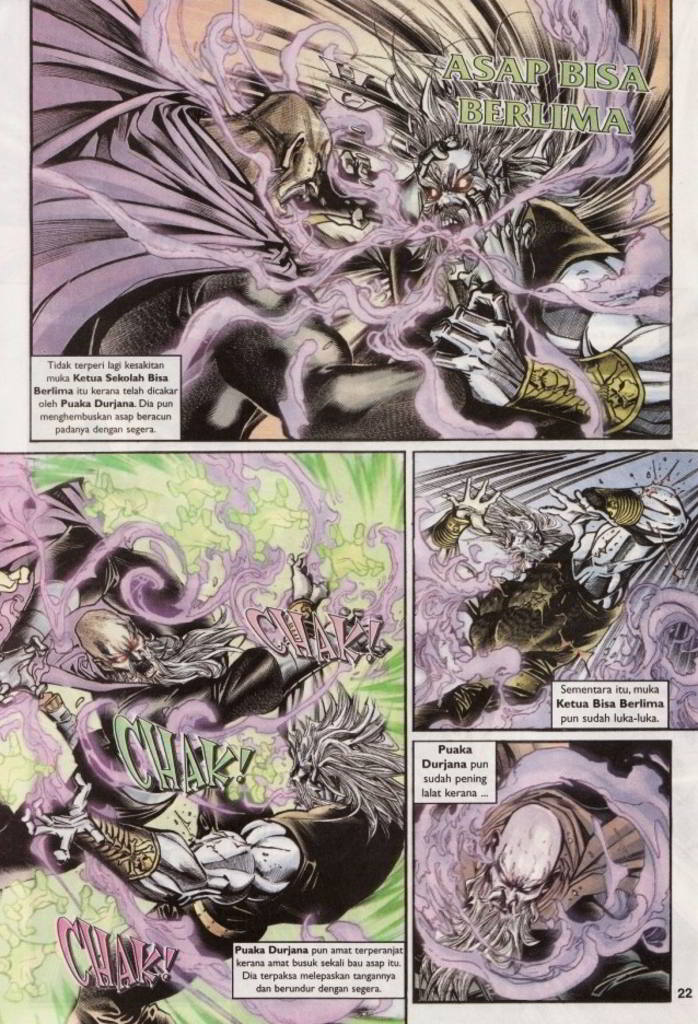 ASAP BISA
BERLIMA
Tidak terperi lagi kesakitan
muka Ketua Sekolah Bisa
Berlima itu kerana telah dicakar
oleh Puaka Durjana. Dia pun
menghembuskan asap beracun
padanya dengan segera.
CHAK!
CHAK!
CHAK!
Puaka Durjana pun amat terperanjat
kerana amat busuk sekali bau asap itu.
Dia terpaksa melepaskan tangannya
dan berundur dengan segera.
Sementara itu, muka
Ketua Bisa Berlima
pun sudah luka-luka.
Puaka
Durjana pun
sudah pening
lalat kerana ...
22